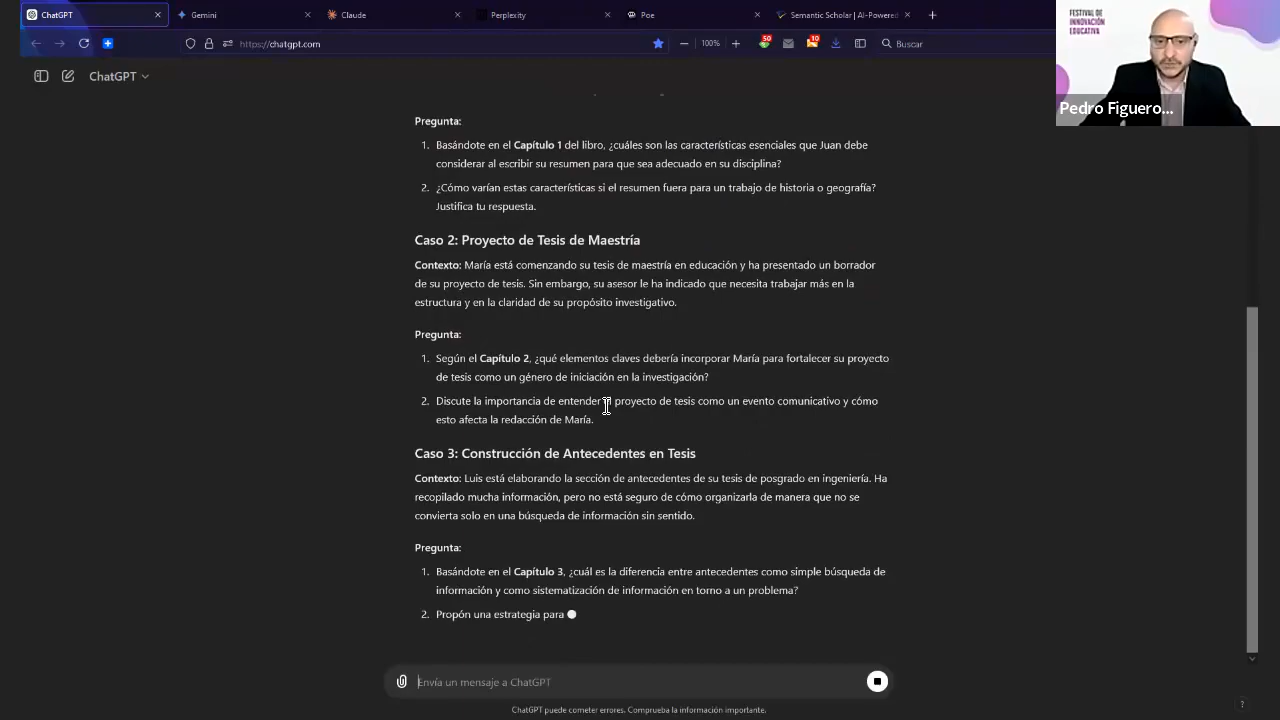 ChatGPT
Gemini
Claude
Perplexity
Poe
Semantic Scholar | AI-Powered
https://chatgpt.com
100%
50
10
Buscar
FESTIVAL DE
INNOVACIÓN
EDUCATIVA
Pedro Figuero...
ChatGPT
Pregunta:
1. Basándote en el Capítulo 1 del libro, ¿cuáles son las características esenciales que Juan debe
considerar al escribir su resumen para que sea adecuado en su disciplina?
2. ¿Cómo varían estas características si el resumen fuera para un trabajo de historia o geografía?
Justifica tu respuesta.
Caso 2: Proyecto de Tesis de Maestría
Contexto: María está comenzando su tesis de maestría en educación y ha presentado un borrador
de su proyecto de tesis. Sin embargo, su asesor le ha indicado que necesita trabajar más en la
estructura y en la claridad de su propósito investigativo.
Pregunta:
1. Según el Capítulo 2, ¿qué elementos claves debería incorporar María para fortalecer su proyecto
de tesis como un género de iniciación en la investigación?
2. Discute la importancia de entender proyecto de tesis como un evento comunicativo y cómo
esto afecta la redacción de María.
Caso 3: Construcción de Antecedentes en Tesis
Contexto: Luis está elaborando la sección de antecedentes de su tesis de posgrado en ingeniería. Ha
recopilado mucha información, pero no está seguro de cómo organizarla de manera que no se
convierta solo en una búsqueda de información sin sentido.
Pregunta:
1. Basándote en el Capítulo 3, ¿cuál es la diferencia entre antecedentes como simple búsqueda de
información y como sistematización de información en torno a un problema?
2. Propón una estrategia para
Envía un mensaje a ChatGPT
ChatGPT puede cometer errores. Comprueba la información importante.
?